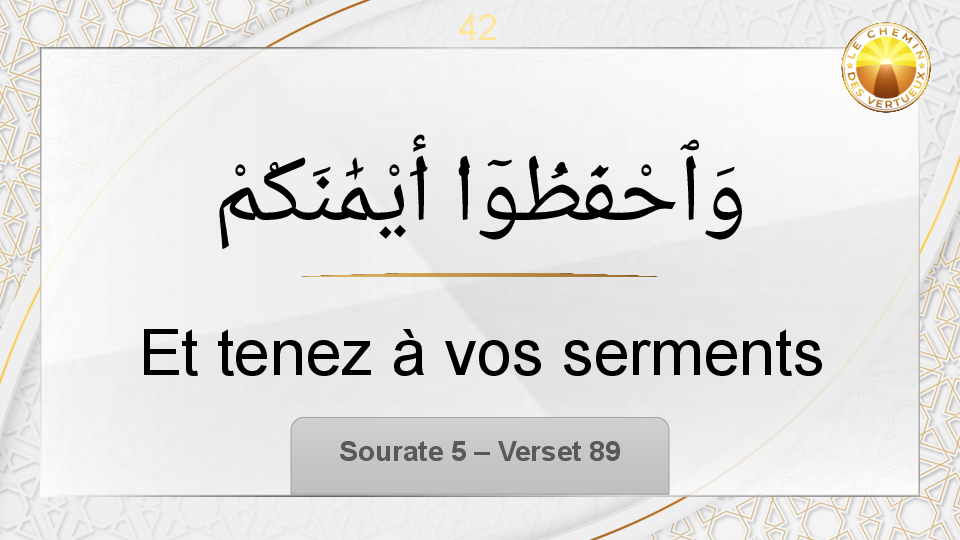 42
LE CHEMIN
DES VERTUEUX
وَٱحْفَظُوٓا۟ أَيْمَٰنَكُمْ
Et tenez à vos serments
Sourate 5 – Verset 89